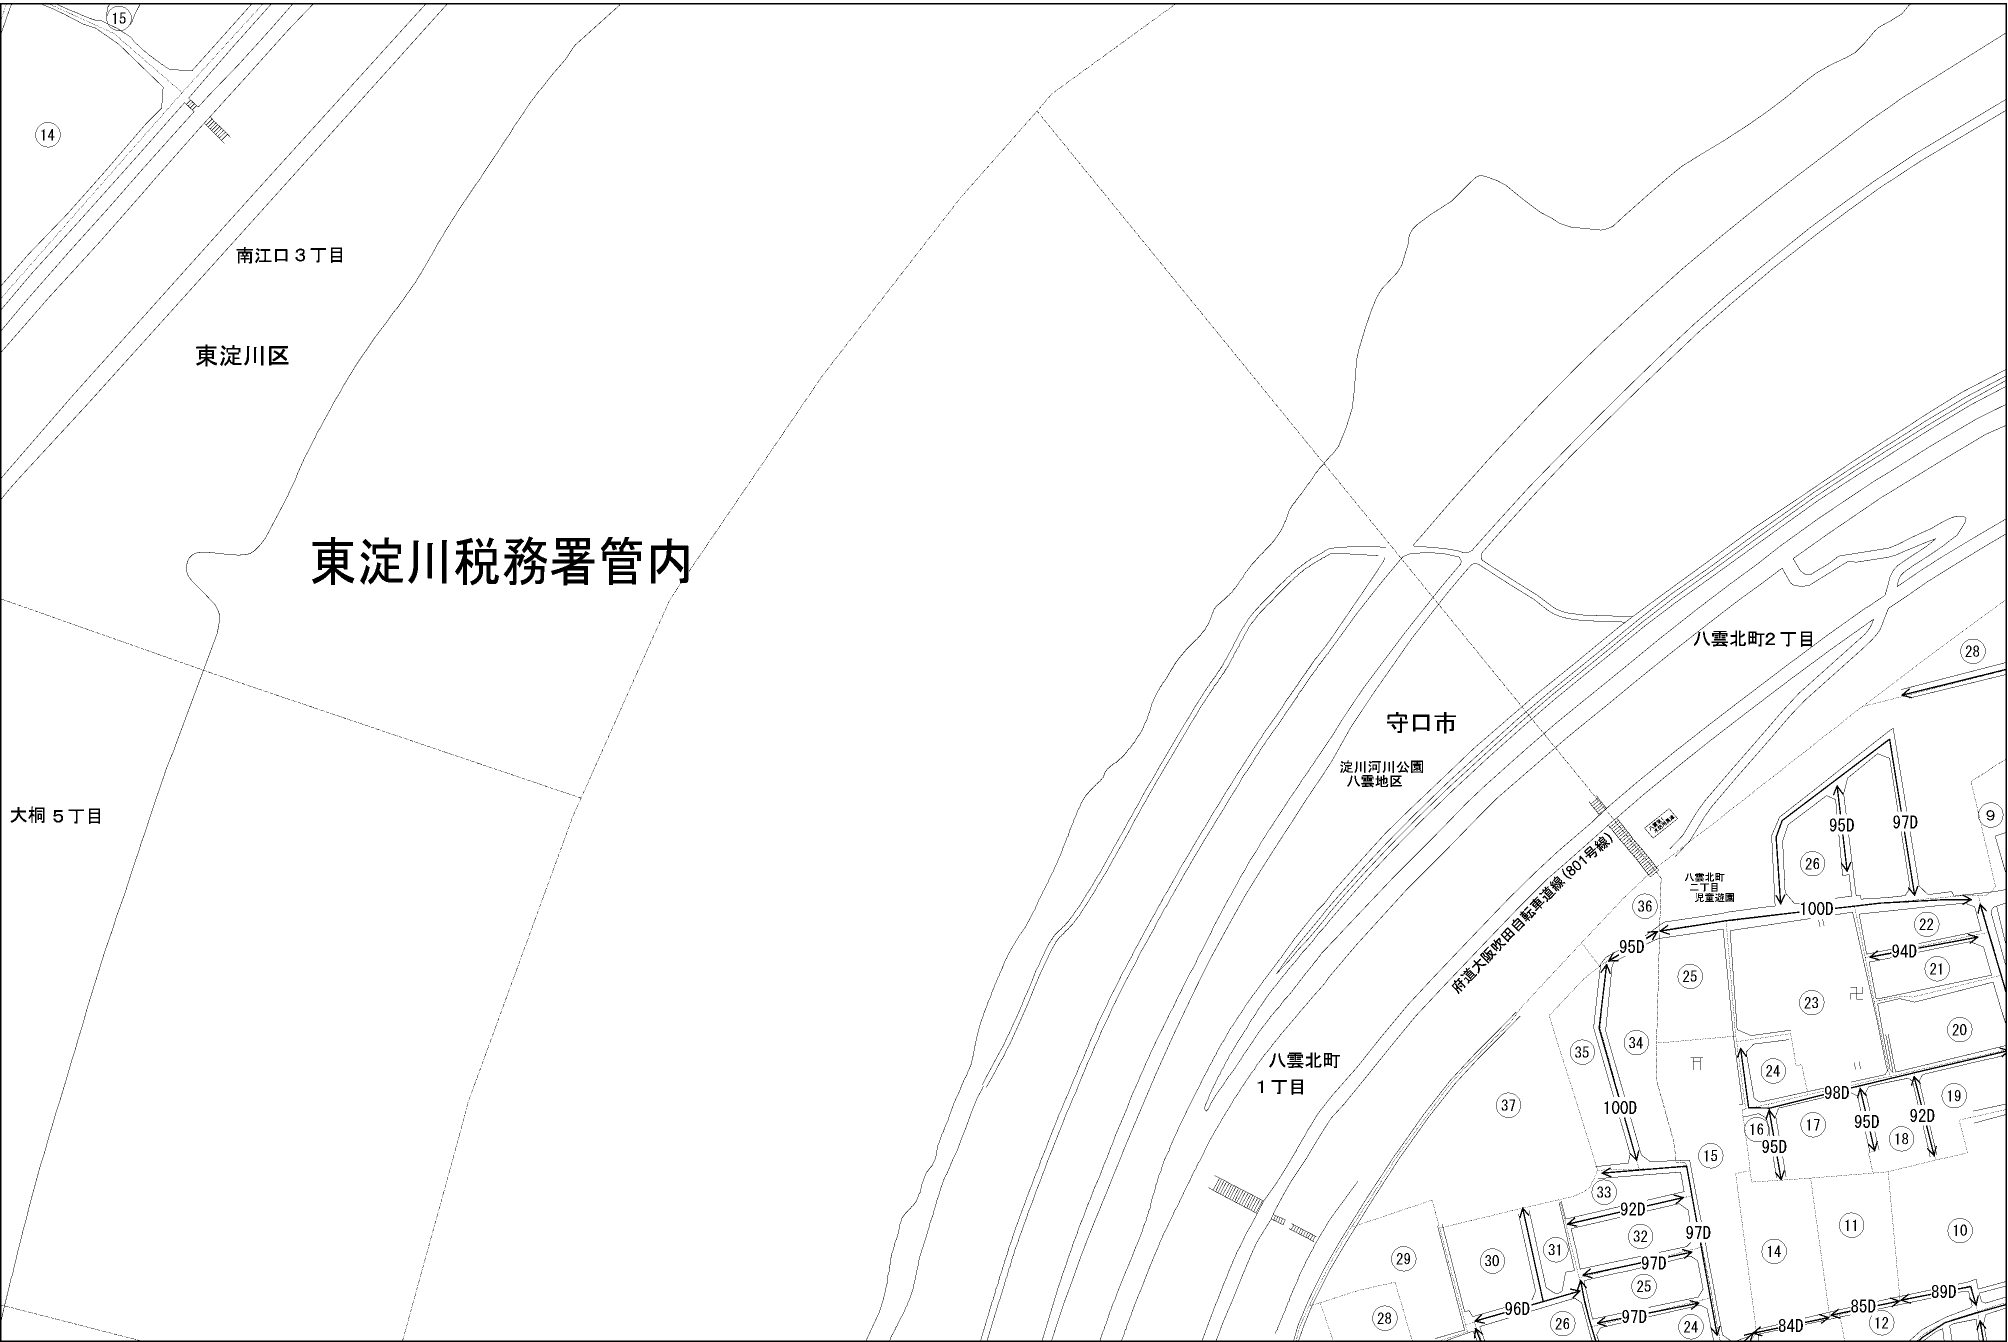 15
14
南江口３丁目
東淀川区
東淀川税務署管内
大桐５丁目
八雲北町２丁目
28
守口市
淀川河川公園
八雲地区
府道大阪吹田自転車道線(801号線)
八雲北町
二丁目
児童遊園
9
95D
97D
26
36
100D
22
95D
94D
21
25
23
卍
20
35
34
八雲北町
１丁目
24
37
100D
98D
19
16
95D
17
95D
92D
18
15
33
92D
97D
11
10
32
14
29
30
31
97D
25
89D
96D
97D
85D
28
26
24
84D
12